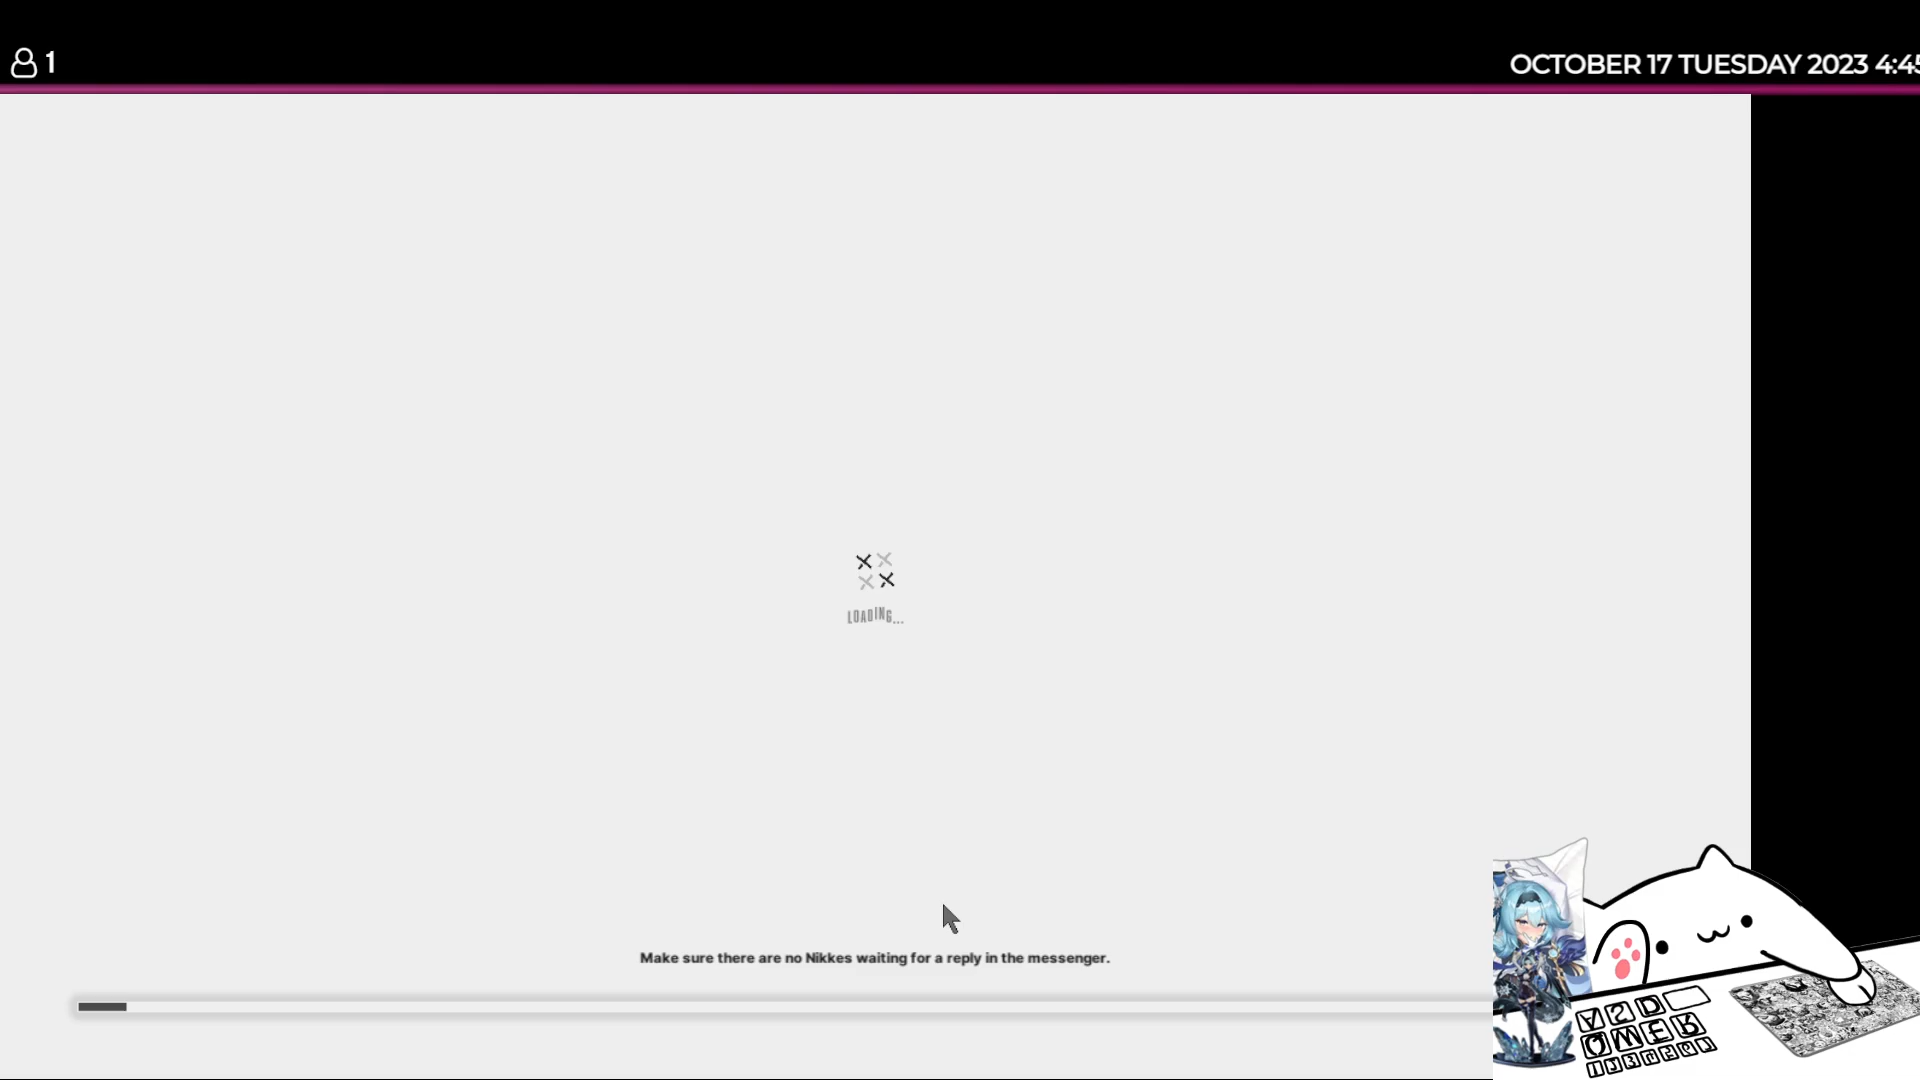 1
OCTOBER 17 TUESDAY 2023 4:45
LOADING...
Make sure there are no Nikkes waiting for a reply in the messenger.
A S D
Q W E R